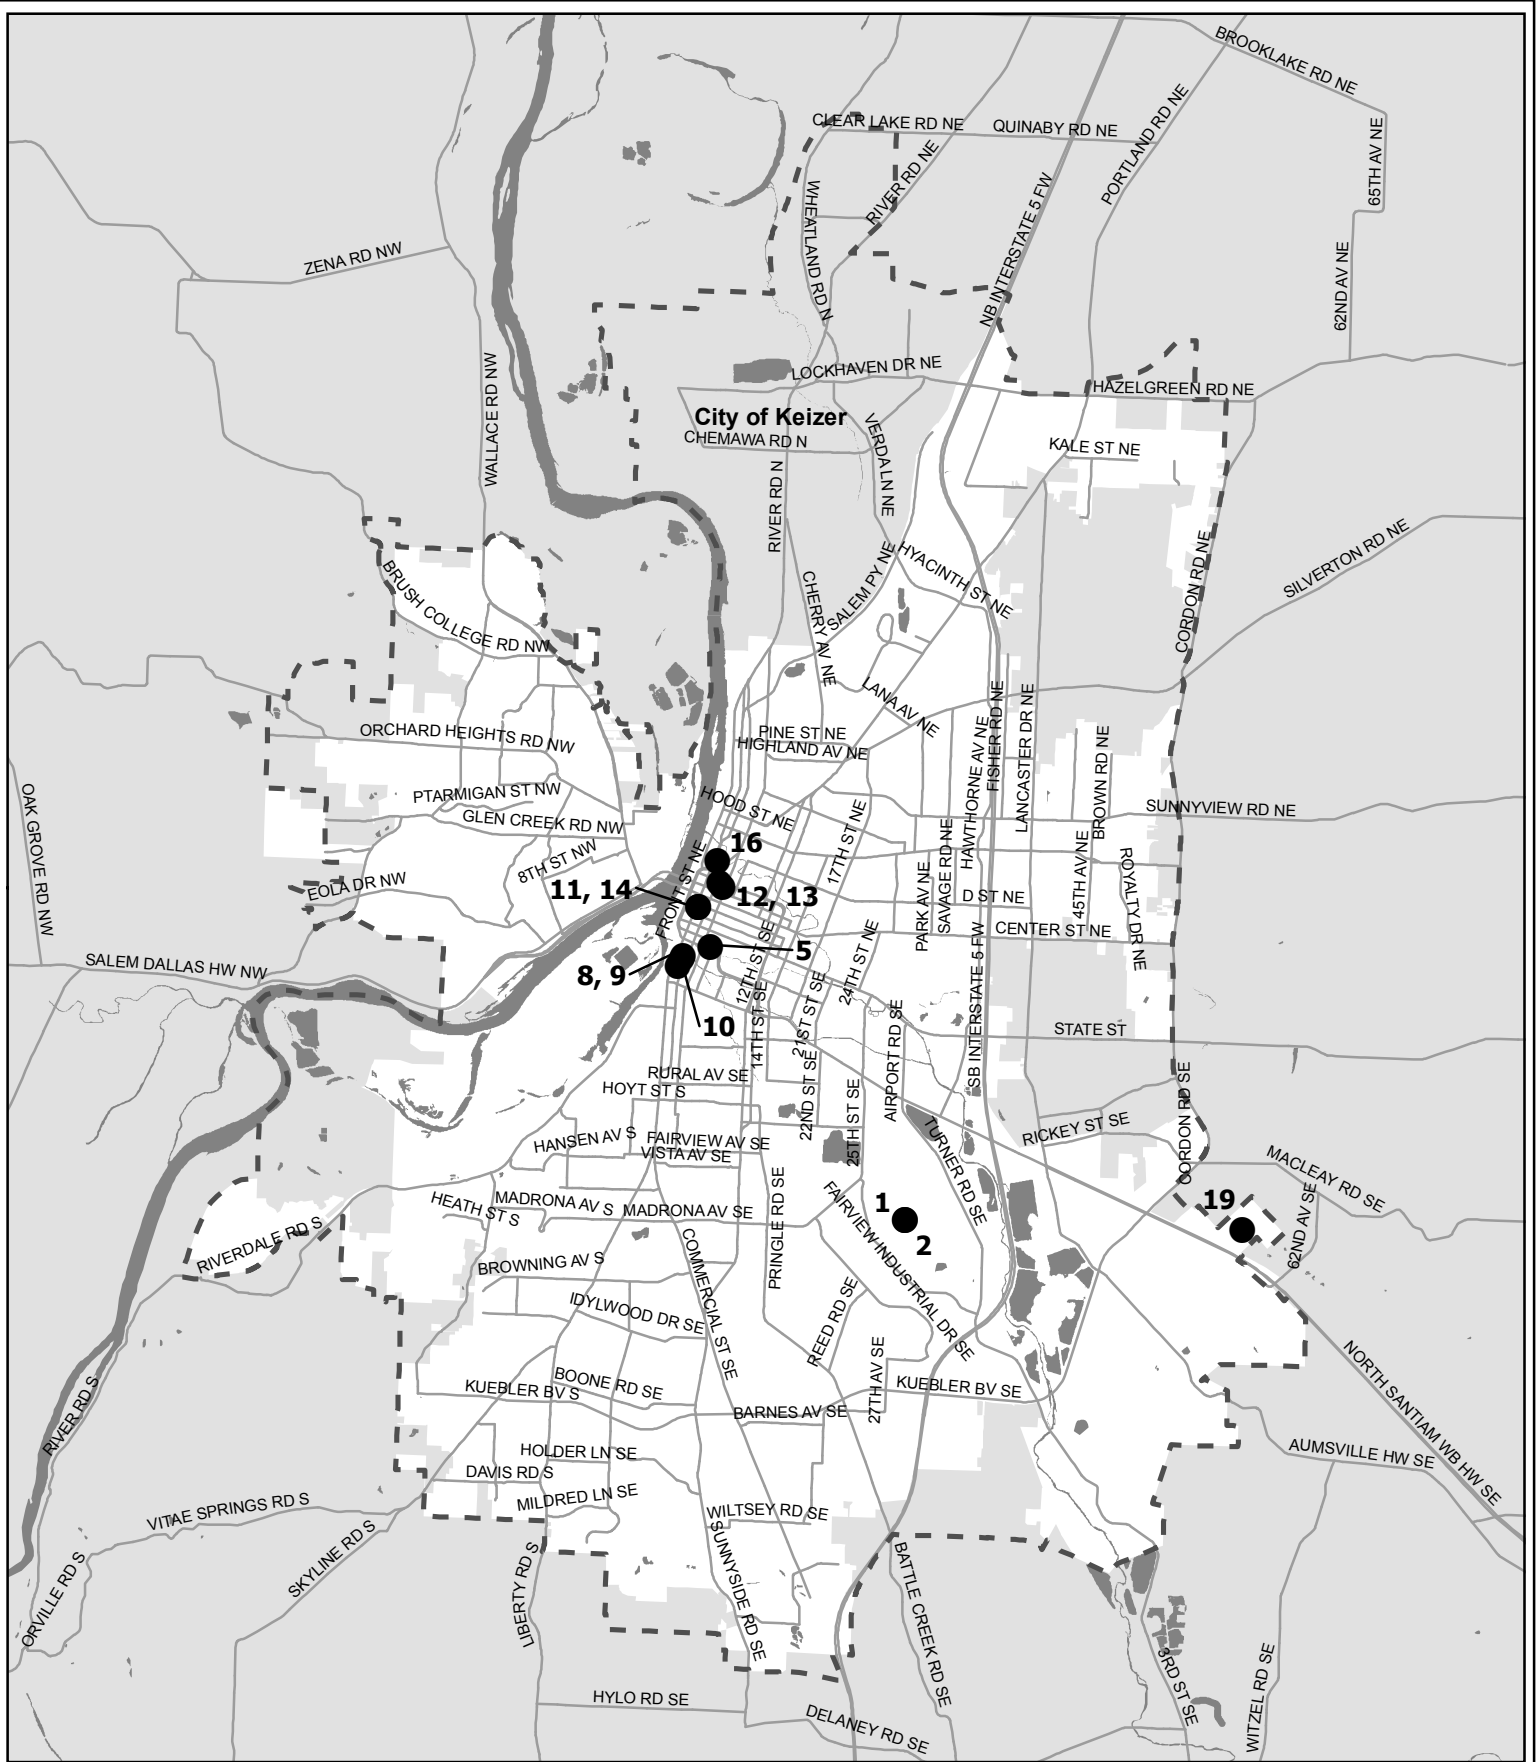 BROOKLAKE RD NE
CLEAR LAKE RD NE
QUINABY RD NE
PORTLAND RD NE
65TH AV NE
RIVER RD NE
WHEATLAND RD N
NB INTERSTATE 5 FW
62ND AV NE
ZENA RD NW
WALLACE RD NW
LOCKHAVEN DR NE
HAZELGREEN RD NE
City of Keizer
CHEMAWA RD N
VERDA LN NE
KALE ST NE
RIVER RD N
SALEM PY NE
HYACINTH ST NE
CHERRY AV NE
CORDON RD NE
SILVERTON RD NE
BRUSH COLLEGE RD NW
LANA AV NE
FISHER RD NE
LANCASTER DR NE
HAWTHORNE AV NE
BROWN RD NE
ORCHARD HEIGHTS RD NW
PINE ST NE
HIGHLAND AV NE
OAK GROVE RD NW
PTARMIGAN ST NW
HOOD ST NE
SUNNYVIEW RD NE
GLEN CREEK RD NW
17TH ST NE
SAVAGE RD NE
45TH AV NE
ROYALTY DR NE
8TH ST NW
FRONT ST NE
16
PARK AV NE
EOLA DR NW
11, 14
12, 13
D ST NE
CENTER ST NE
12TH ST SE
24TH ST NE
5
SALEM DALLAS HW NW
8, 9
21ST ST SE
14TH ST SE
SB INTERSTATE 5 FW
10
AIRPORT RD SE
STATE ST
RURAL AV SE
HOYT ST S
22ND ST SE
25TH ST SE
TURNER RD SE
RICKEY ST SE
CORDON RD SE
HANSEN AV S
FAIRVIEW AV SE
VISTA AV SE
MACLEAY RD SE
HEATH ST S
MADRONA AV S
MADRONA AV SE
PRINGLE RD SE
FAIRVIEW INDUSTRIAL DR SE
1
2
19
62ND AV SE
RIVERDALE RD S
COMMERCIAL ST SE
BROWNING AV S
IDYLWOOD DR SE
REED RD SE
27TH AV SE
NORTH SANTIAM WB HW SE
RIVER RD S
BOONE RD SE
KUEBLER BV S
KUEBLER BV SE
BARNES AV SE
HOLDER LN SE
AUMSVILLE HW SE
DAVIS RD S
MILDRED LN SE
VITAE SPRINGS RD S
WILTSEY RD SE
SKYLINE RD S
SUNNYSIDE RD SE
ORVILLE RD S
LIBERTY RD S
BATTLE CREEK RD SE
3RD ST SE
WITZEL RD SE
HYLO RD SE
DELANEY RD SE